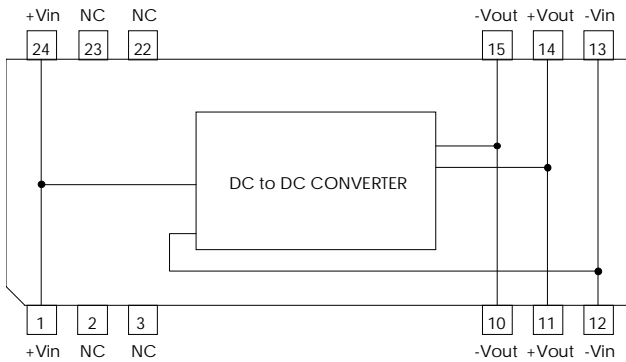 +Vin NC NC -Vout +Vout -Vin
24 23 22 15 14 13
DC to DC CONVERTER
1 2 3 10 11 12
+Vin NC NC -Vout +Vout -Vin